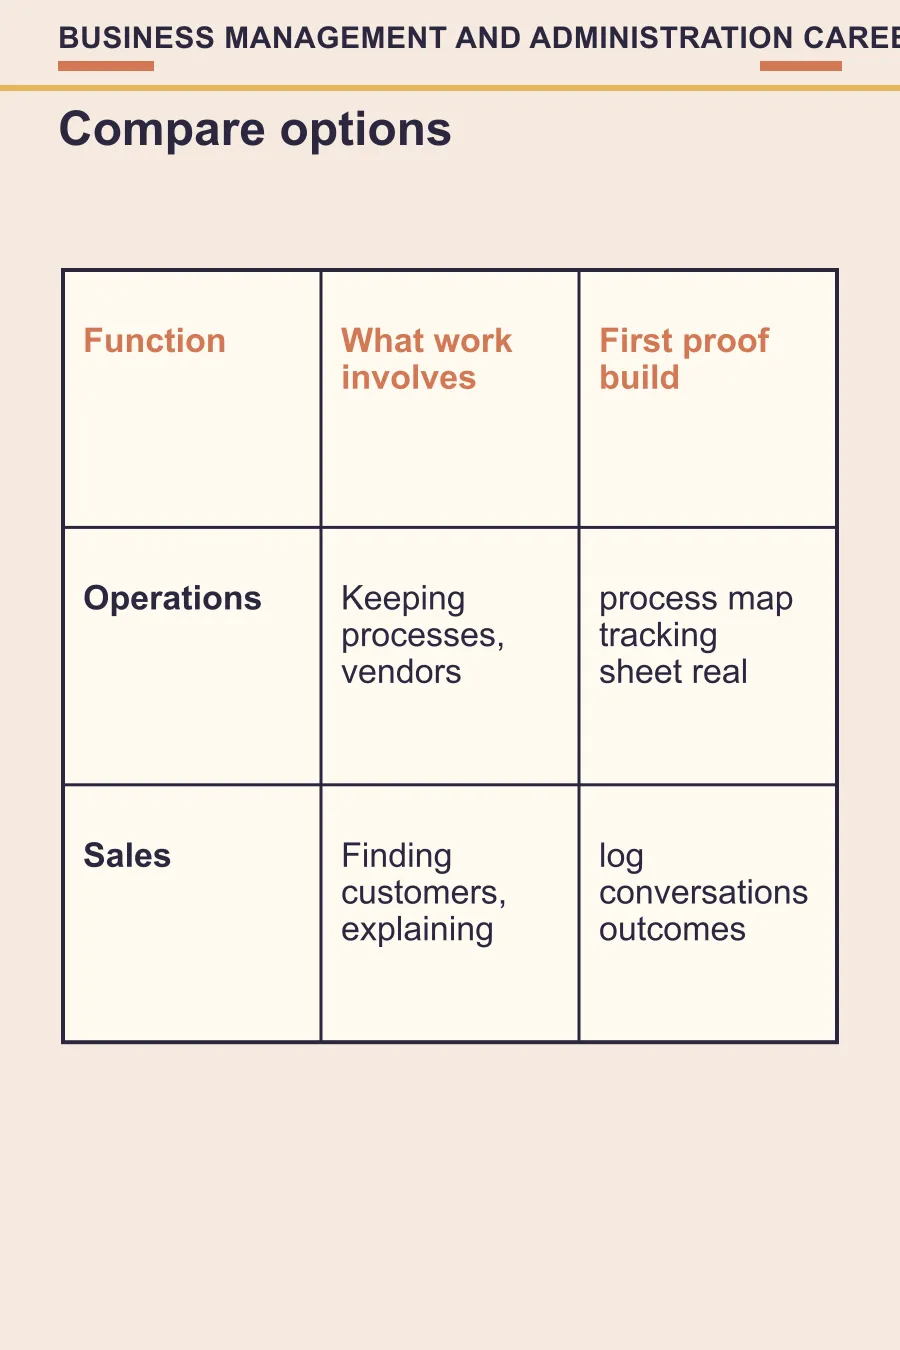 BUSINESS MANAGEMENT AND ADMINISTRATION CAREE
Compare options
Function
What work
involves
First proof
build
Operations
Keeping
processes,
vendors
process map
tracking
sheet real
Sales
Finding
customers,
explaining
log
conversations
outcomes